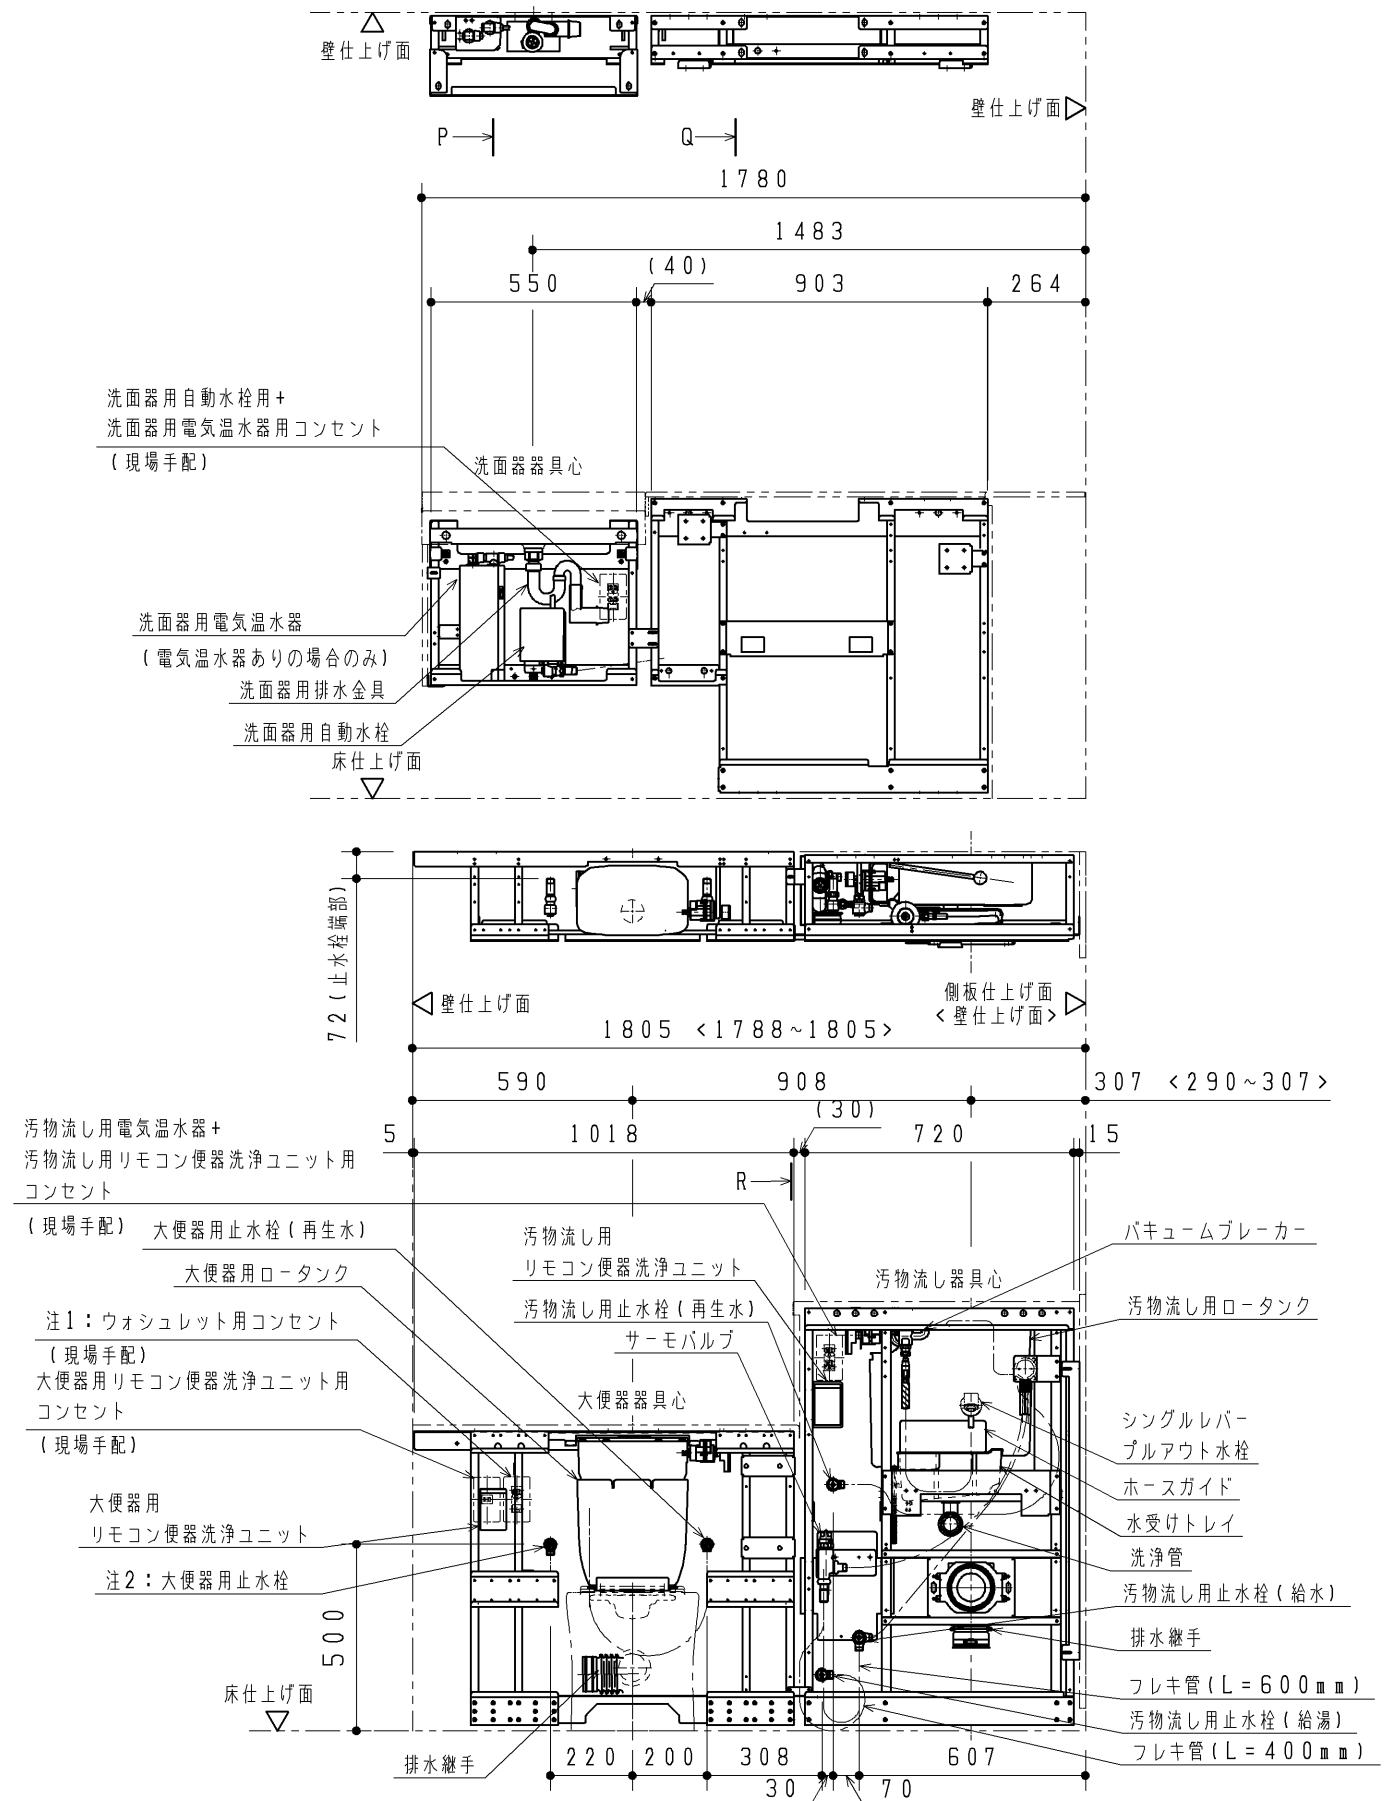 壁仕上げ面
壁仕上げ面
P
Q
1780
1483
(40)
550
903
264
洗面器用自動水栓用+
洗面器用電気温水器用コンセント
(現場手配)
洗面器器具心
洗面器用電気温水器
(電気温水器ありの場合のみ)
洗面器用排水金具
洗面器用自動水栓
床仕上げ面
72(止水栓端部)
壁仕上げ面
側板仕上げ面
<壁仕上げ面>
1805 <1788~1805>
590
908
307 <290~307>
(30)
5
1018
720
15
R
汚物流し用電気温水器+
汚物流し用リモコン便器洗浄ユニット用
コンセント
(現場手配)
大便器用止水栓(再生水)
大便器用ロータンク
注1:ウォシュレット用コンセント
(現場手配)
大便器用リモコン便器洗浄ユニット用
コンセント
(現場手配)
大便器用
リモコン便器洗浄ユニット
注2:大便器用止水栓
汚物流し用
リモコン便器洗浄ユニット
汚物流し用止水栓(再生水)
サーモバルブ
大便器器具心
汚物流し器具心
バキュームブレーカー
汚物流し用ロータンク
シングルレバー
プルアウト水栓
ホースガイド
水受けトレイ
洗浄管
汚物流し用止水栓(給水)
排水継手
フレキ管(L=600mm)
汚物流し用止水栓(給湯)
フレキ管(L=400mm)
500
床仕上げ面
排水継手
220
200
308
30
70
607